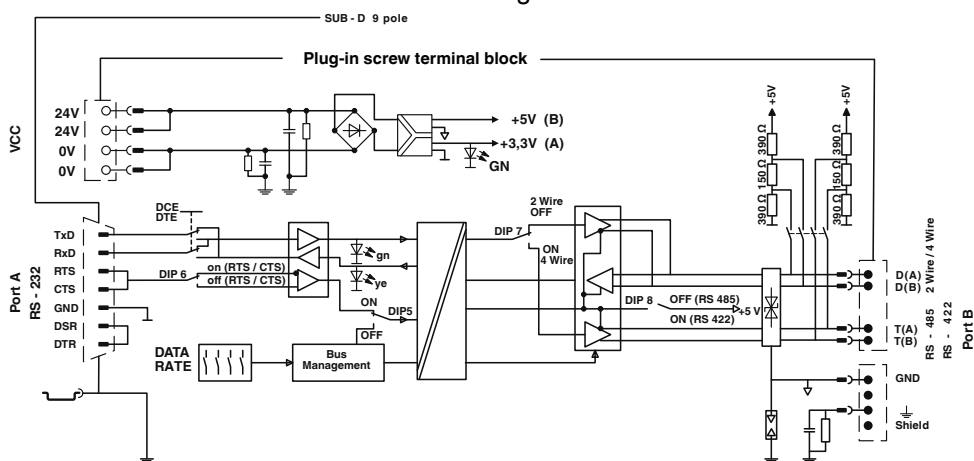 SUB - D 9 pole
Plug-in screw terminal block
VCC
24V
24V
0V
0V
+5V (B)
+3,3V (A)
GN
+5V
+5V
390 Ω
150 Ω
390 Ω
390 Ω
150 Ω
390 Ω
Port A
RS - 232
TxD
RxD
RTS
CTS
GND
DSR
DTR
DCE
DTE
DIP 6
on (RTS / CTS)
off (RTS / CTS)
gn
ye
ON
DIP5
OFF
DATA
RATE
Bus
Management
2 Wire
OFF
DIP 7
ON
4 Wire
DIP 8
OFF (RS 485)
ON (RS 422)
+5 V
D(A)
D(B)
T(A)
T(B)
2 Wire / 4 Wire
RS - 485
RS - 422
Port B
GND
Shield